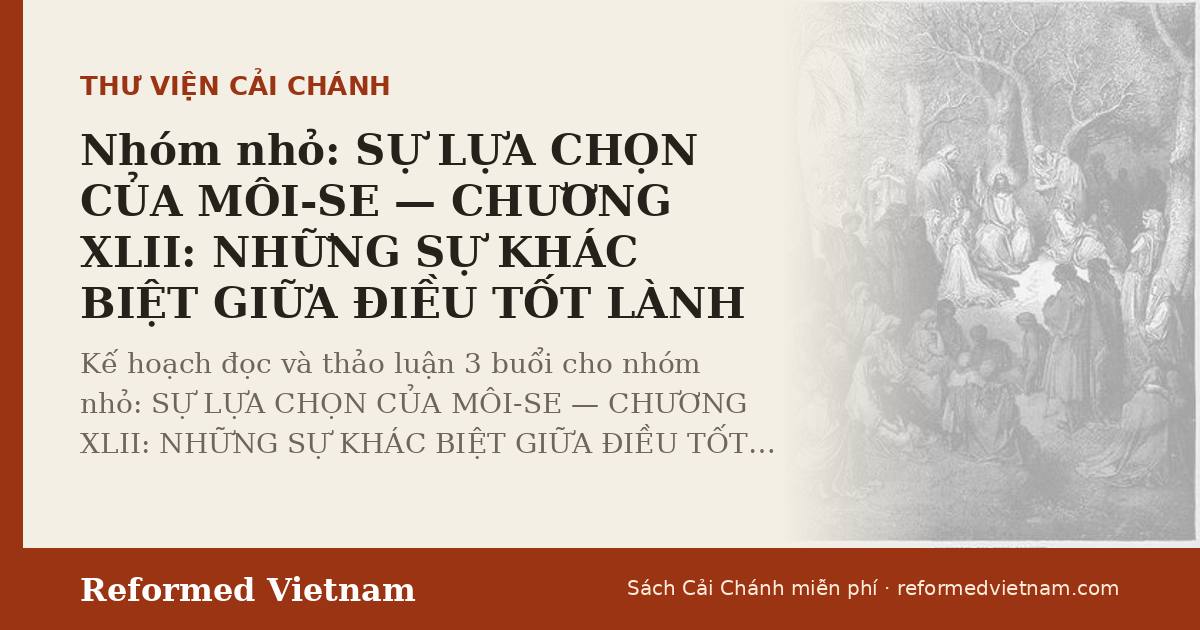 THƯ VIỆN CẢI CHÁNH
Nhóm nhỏ: SỰ LỰA CHỌN
CỦA MÔI-SE — CHƯƠNG
XLII: NHỮNG SỰ KHÁC
BIỆT GIỮA ĐIỀU TỐT LÀNH
Kế hoạch đọc và thảo luận 3 buổi cho nhóm
nhỏ: SỰ LỰA CHỌN CỦA MÔI-SE — CHƯƠNG
XLII: NHỮNG SỰ KHÁC BIỆT GIỮA ĐIỀU TỐT…
Reformed Vietnam
Sách Cải Chánh miễn phí · reformedvietnam.com